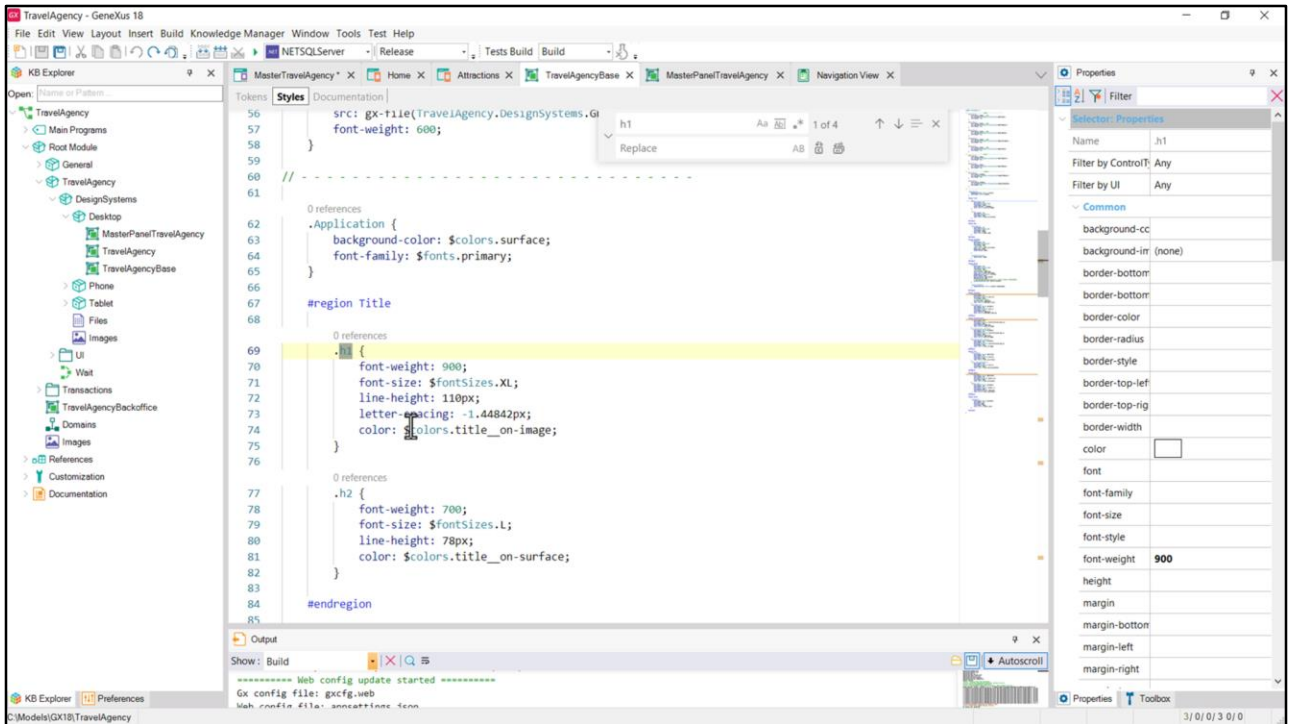 TravelAgency - GeneXus 18
File Edit View Layout Insert Build Knowledge Manager Window Tools Test Help
NETSQLServer Release Tests Build Build
KB Explorer
Open: Name or Pattern...
TravelAgency
Main Programs
Root Module
General
TravelAgency
DesignSystems
Desktop
MasterPanelTravelAgency
TravelAgency
TravelAgencyBase
Phone
Tablet
Files
Images
UI
Wait
Transactions
TravelAgencyBackoffice
Domains
Images
References
Customization
Documentation
KB Explorer Preferences
MasterTravelAgency * Home Attractions TravelAgencyBase MasterPanelTravelAgency Navigation View
Tokens Styles Documentation
h1 1 of 4
Replace
56 src: gx-file(TravelAgency.DesignSystems.G
57 font-weight: 600;
58 }
59
60 // - - - - - - - - - - - - - - - - - - - - - - - - - - - - - - -
61
0 references
62 .Application {
63 background-color: $colors.surface;
64 font-family: $fonts.primary;
65 }
66
67 #region Title
68
0 references
69 .h1 {
70 font-weight: 900;
71 font-size: $fontSizes.XL;
72 line-height: 110px;
73 letter-spacing: -1.44842px;
74 color: $colors.title__on-image;
75 }
76
0 references
77 .h2 {
78 font-weight: 700;
79 font-size: $fontSizes.L;
80 line-height: 78px;
81 color: $colors.title__on-surface;
82 }
83
84 #endregion
85
Output
Show: Build Autoscroll
========== Web config update started ==========
Gx config file: gxcfg.web
Web config file: appsettings.json
Properties
Filter
Selector: Properties
Name .h1
Filter by ControlTy Any
Filter by UI Any
Common
background-cc
background-im (none)
border-bottom
border-bottom
border-color
border-radius
border-style
border-top-left
border-top-rig
border-width
color
font
font-family
font-size
font-style
font-weight 900
height
margin
margin-bottom
margin-left
margin-right
Properties Toolbox
C:\Models\GX18\TravelAgency
3/ 0/ 0/ 3 0/ 0